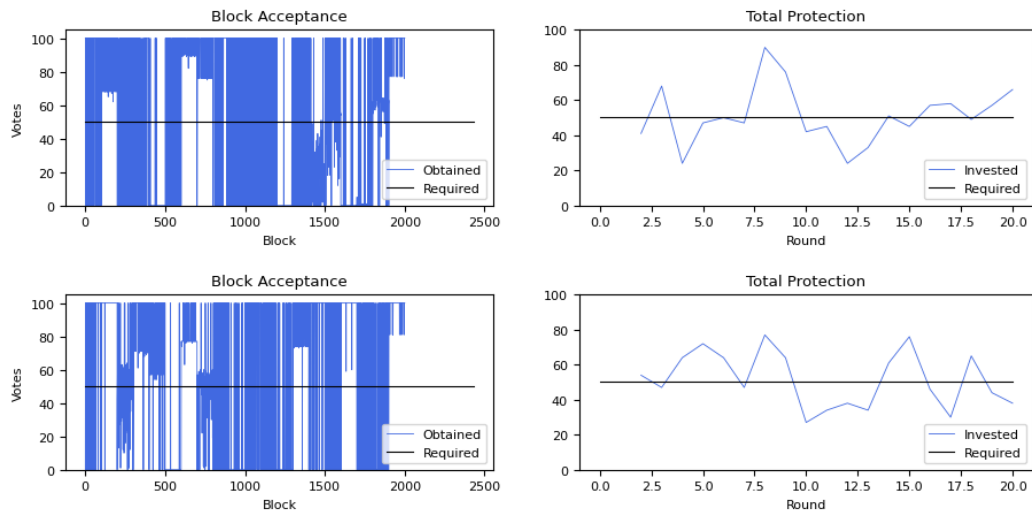 Block Acceptance
Votes
100
80
60
40
20
0
Obtained
Required
0 500 1000 1500 2000 2500
Block
Total Protection
100
80
60
40
20
0
Invested
Required
0.0 2.5 5.0 7.5 10.0 12.5 15.0 17.5 20.0
Round
Block Acceptance
Votes
100
80
60
40
20
0
Obtained
Required
0 500 1000 1500 2000 2500
Block
Total Protection
100
80
60
40
20
0
Invested
Required
0.0 2.5 5.0 7.5 10.0 12.5 15.0 17.5 20.0
Round